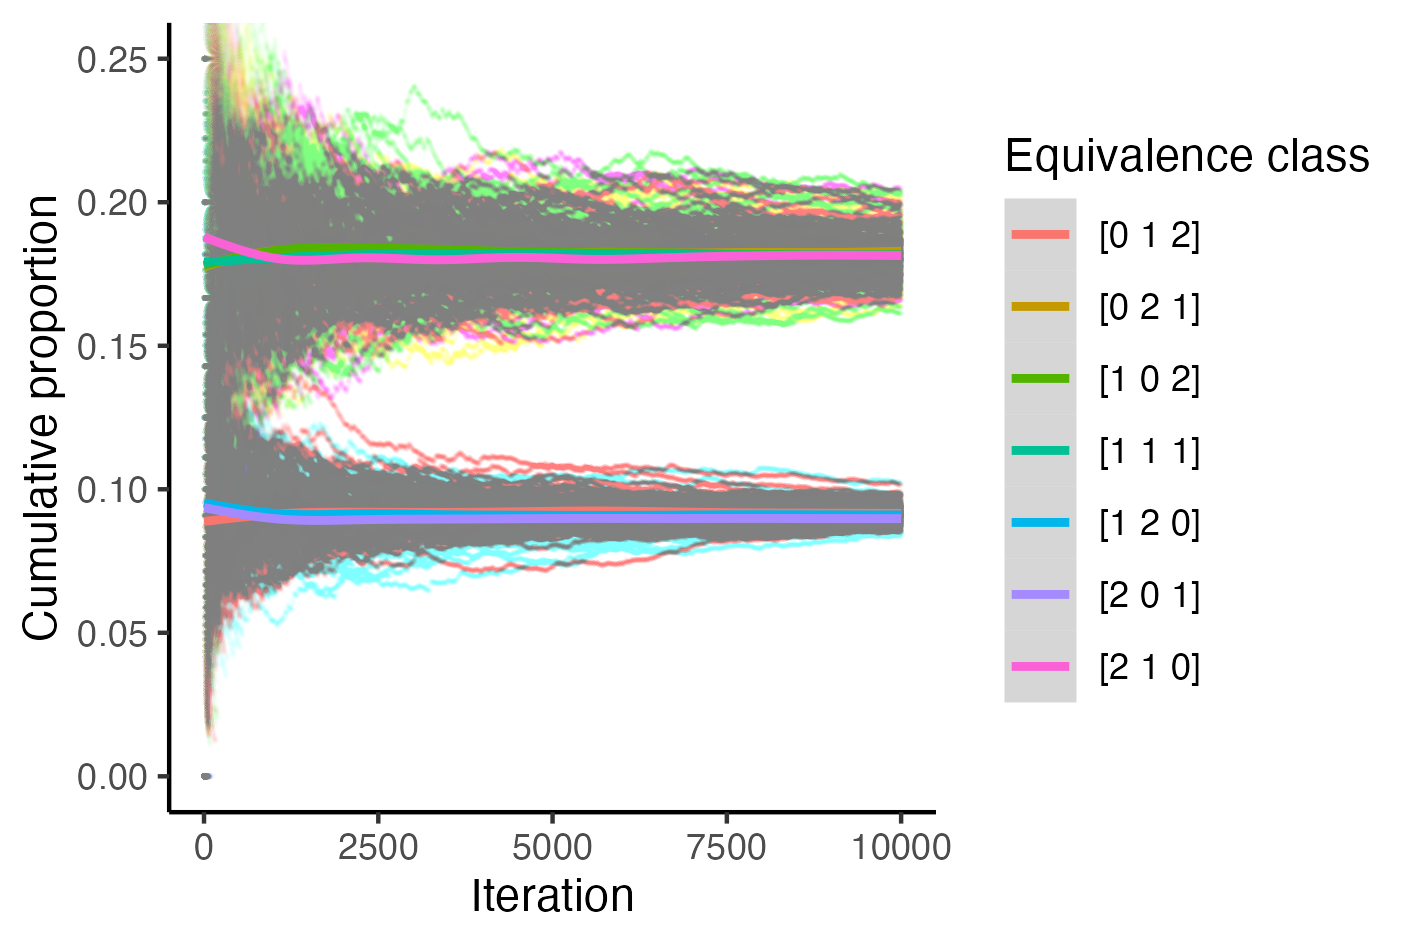 Cumulative proportion
0.25
0.20
0.15
0.10
0.05
0.00
0 2500 5000 7500 10000
Iteration
Equivalence class
[0 1 2]
[0 2 1]
[1 0 2]
[1 1 1]
[1 2 0]
[2 0 1]
[2 1 0]